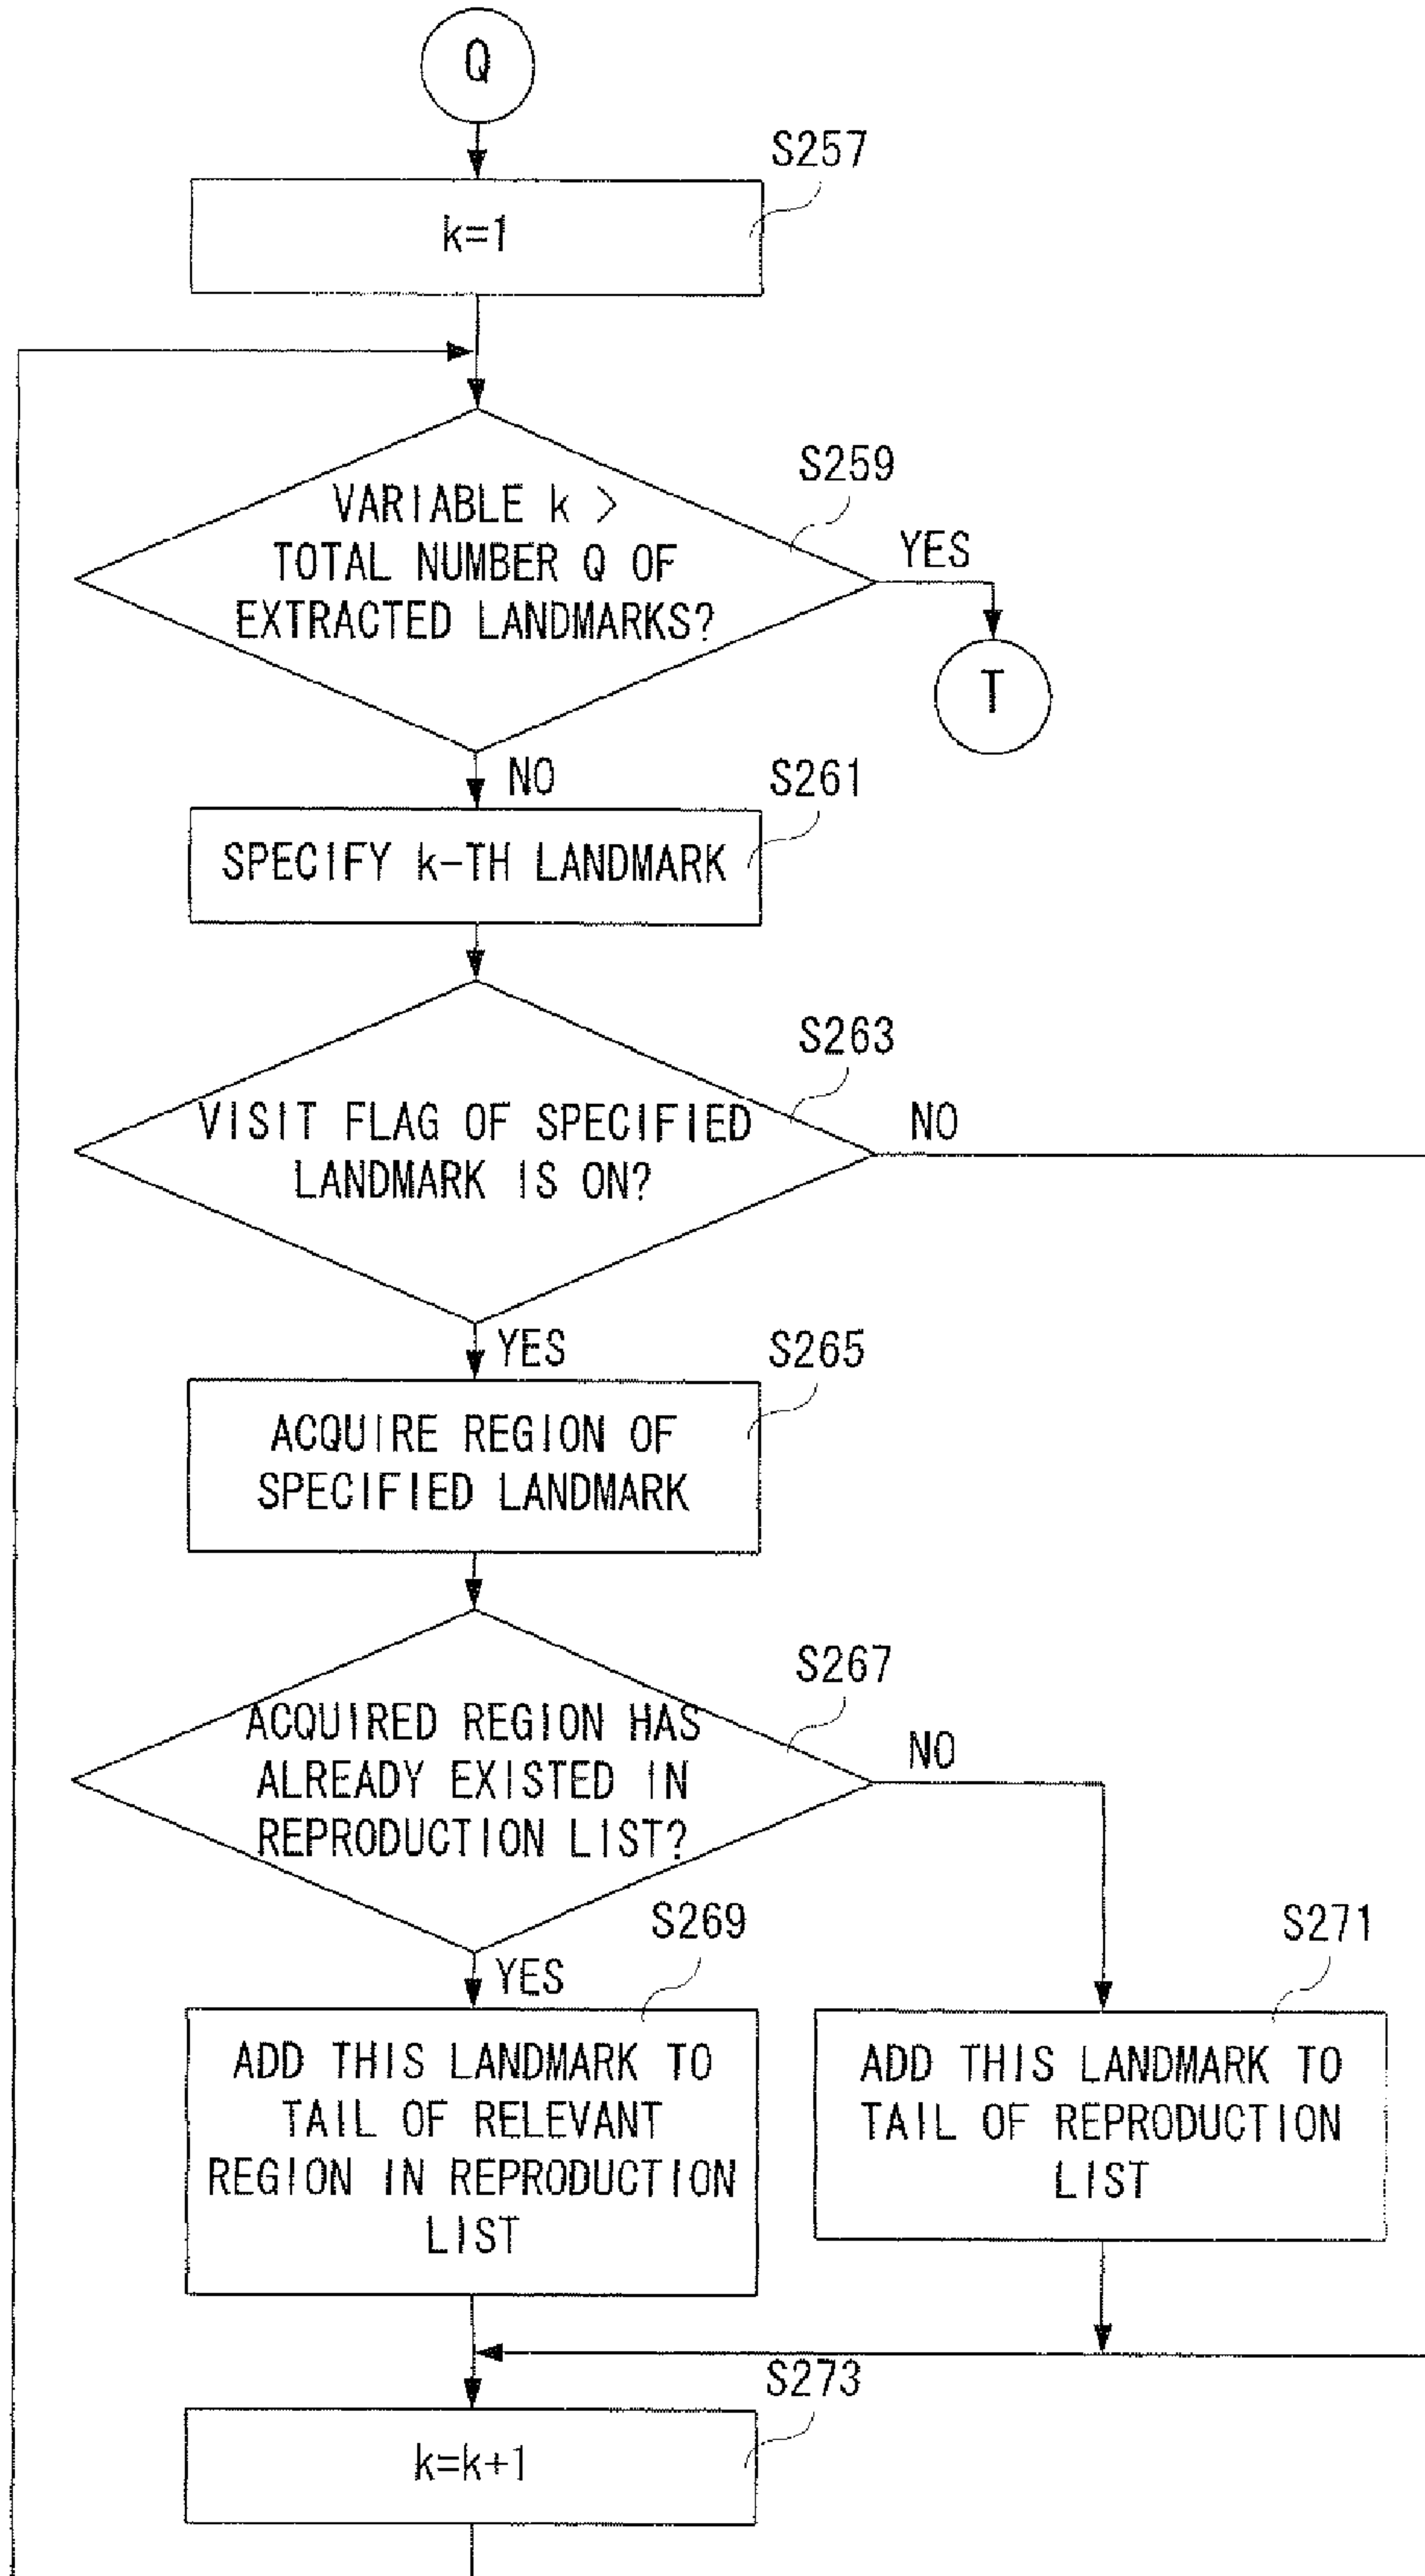 Q
S257
k=1
S259
VARIABLE k >
TOTAL NUMBER Q OF
EXTRACTED LANDMARKS?
YES
T
NO
S261
SPECIFY k-TH LANDMARK
S263
VISIT FLAG OF SPECIFIED
LANDMARK IS ON?
NO
YES
S265
ACQUIRE REGION OF
SPECIFIED LANDMARK
S267
ACQUIRED REGION HAS
ALREADY EXISTED IN
REPRODUCTION LIST?
NO
YES
S269
ADD THIS LANDMARK TO
TAIL OF RELEVANT
REGION IN REPRODUCTION
LIST
S271
ADD THIS LANDMARK TO
TAIL OF REPRODUCTION
LIST
S273
k=k+1